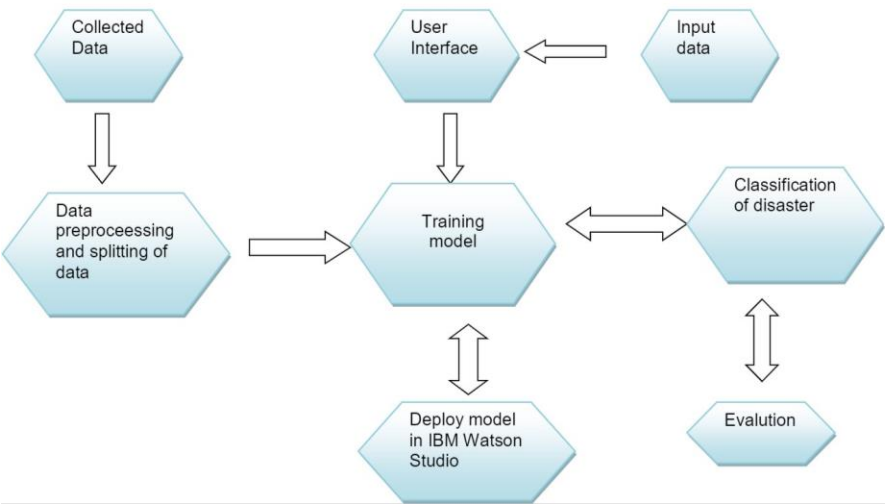 Collected
Data
User
Interface
Input
data
Data
preproceessing
and splitting of
data
Training
model
Classification
of disaster
Deploy model
in IBM Watson
Studio
Evalution